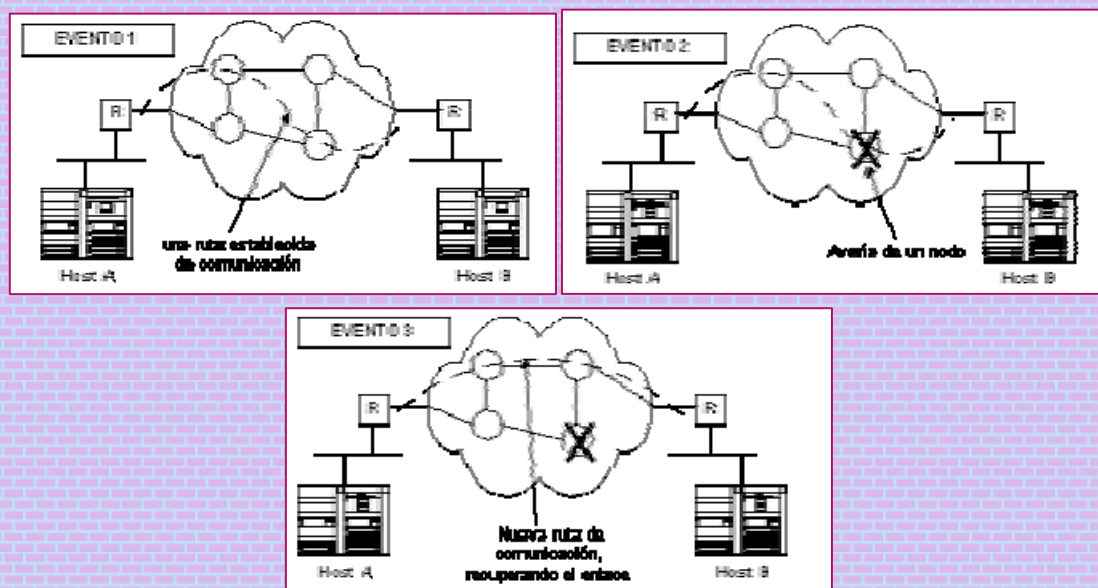 EVENTO 1:
R
R
una ruta establecida
de comunicación
Host A
Host B
EVENTO 2:
R
R
Avería de un nodo
Host A
Host B
EVENTO 3:
R
R
Nueva ruta de
comunicación,
recuperando el enlace.
Host A
Host B